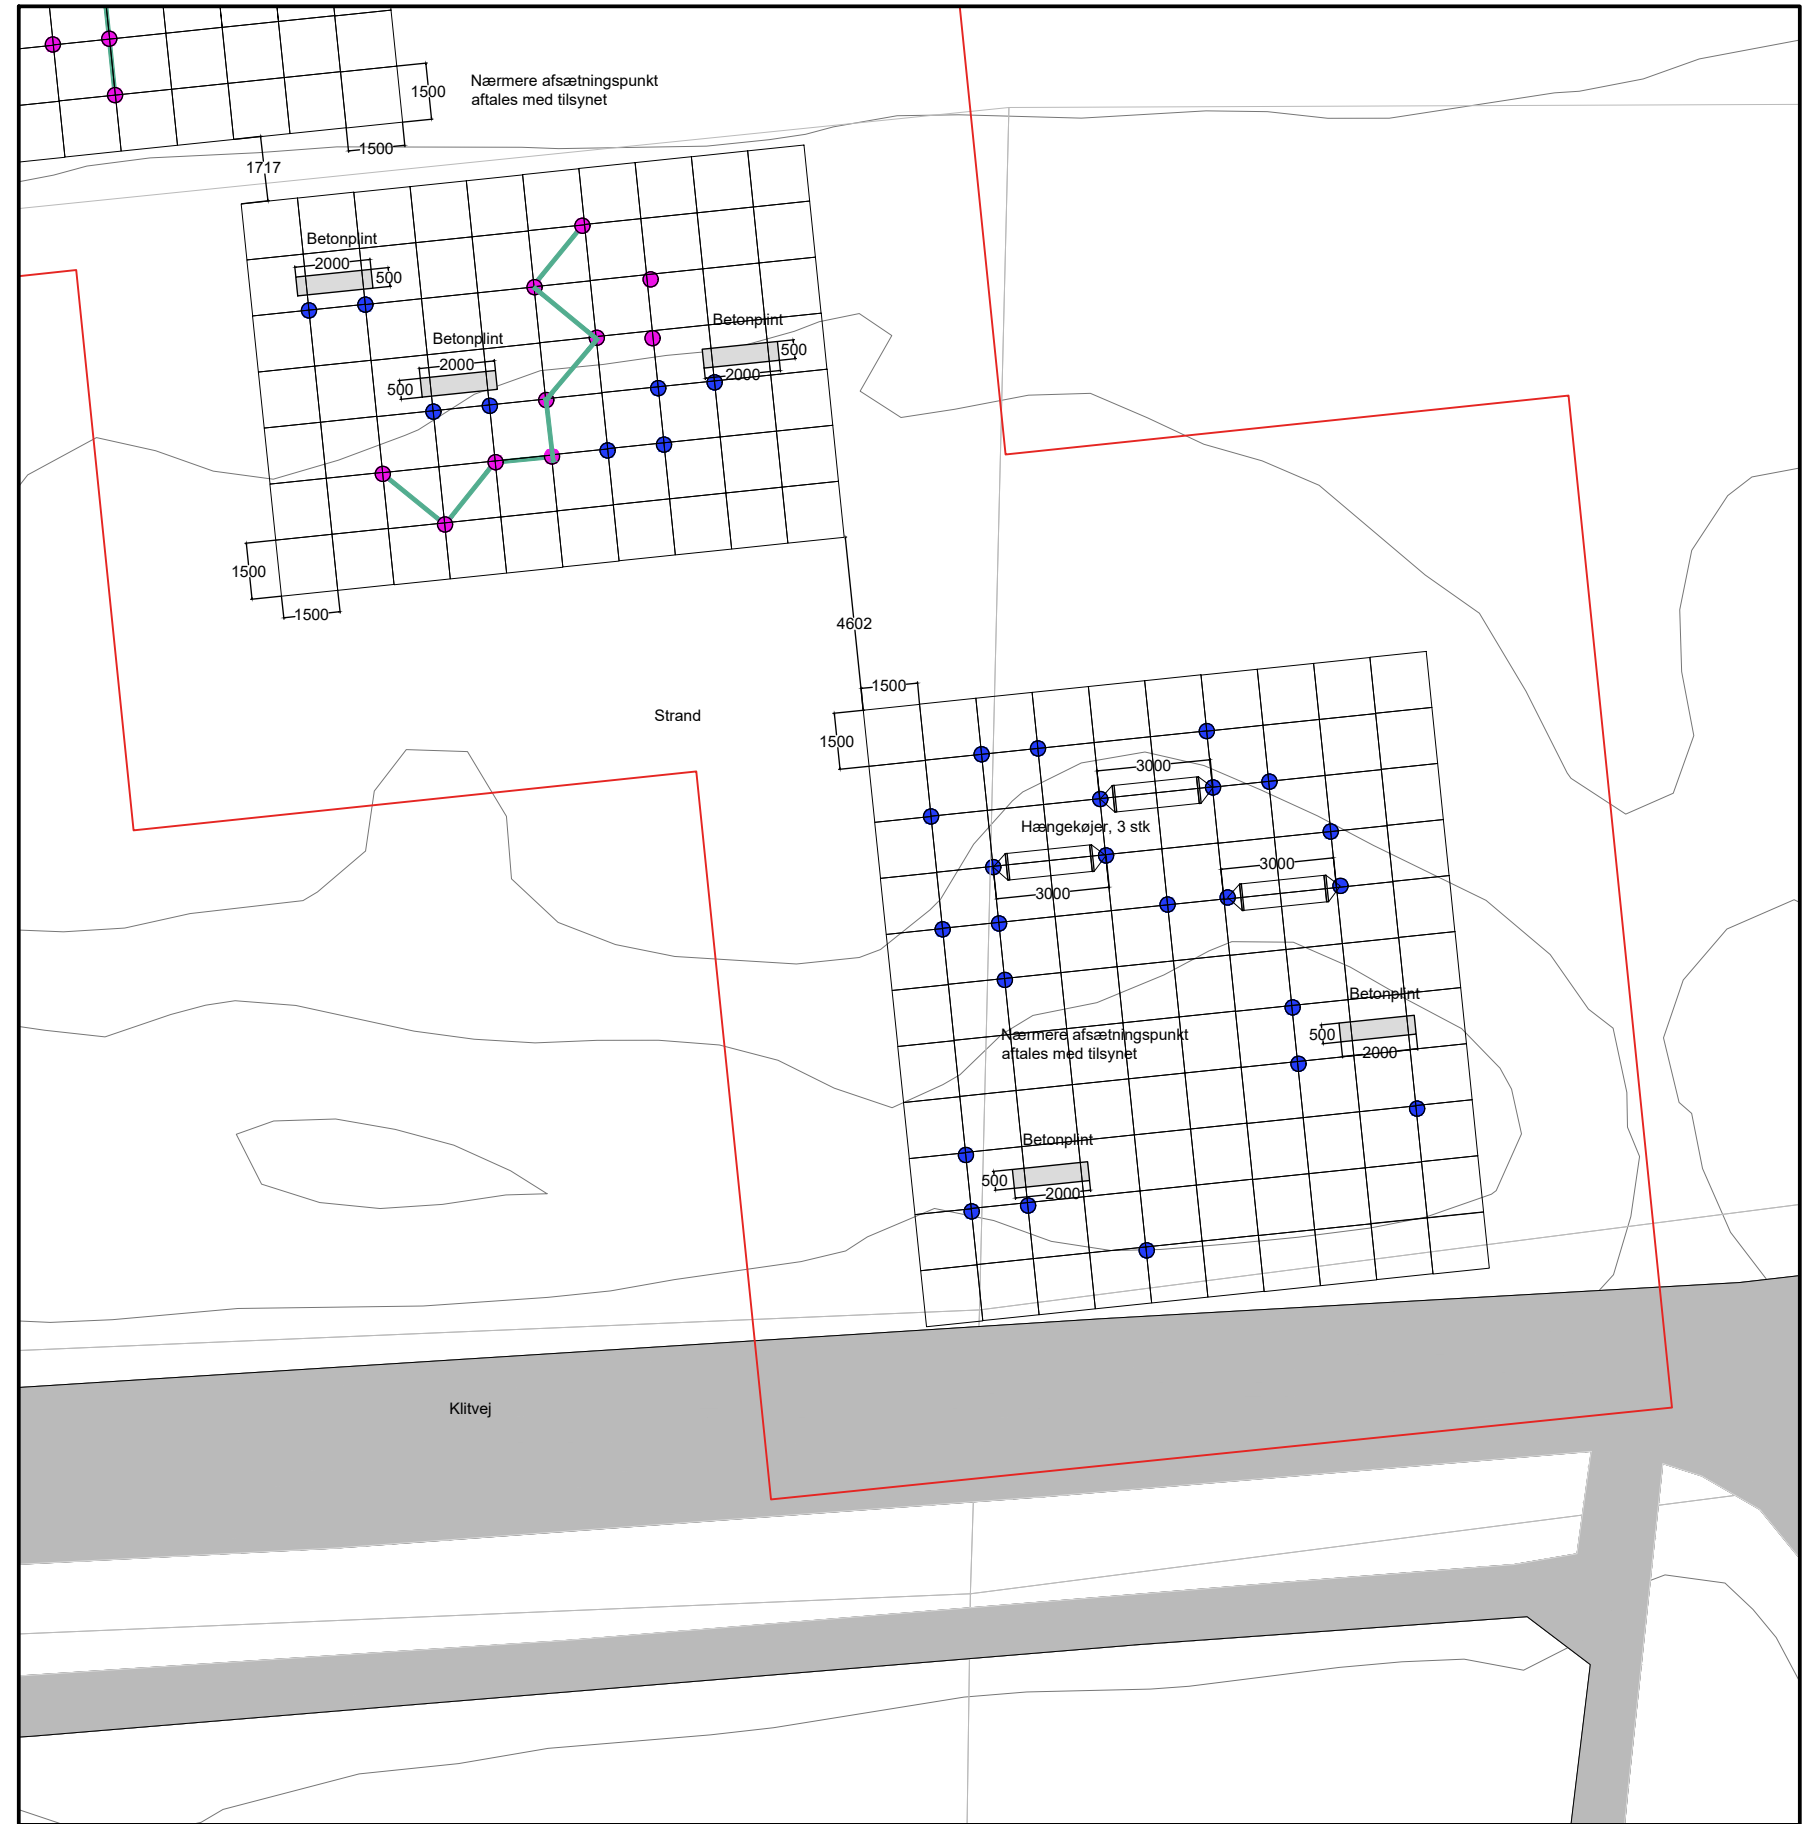 Nærmere afsætningspunkt
aftales med tilsynet
1500
1500
1717
Betonplint
2000
500
Betonplint
2000
500
Betonplint
500
2000
1500
1500
4602
Strand
1500
1500
3000
Hængekøjer, 3 stk
3000
3000
Betonplint
500
2000
Nærmere afsætningspunkt
aftales med tilsynet
Betonplint
500
2000
Klitvej